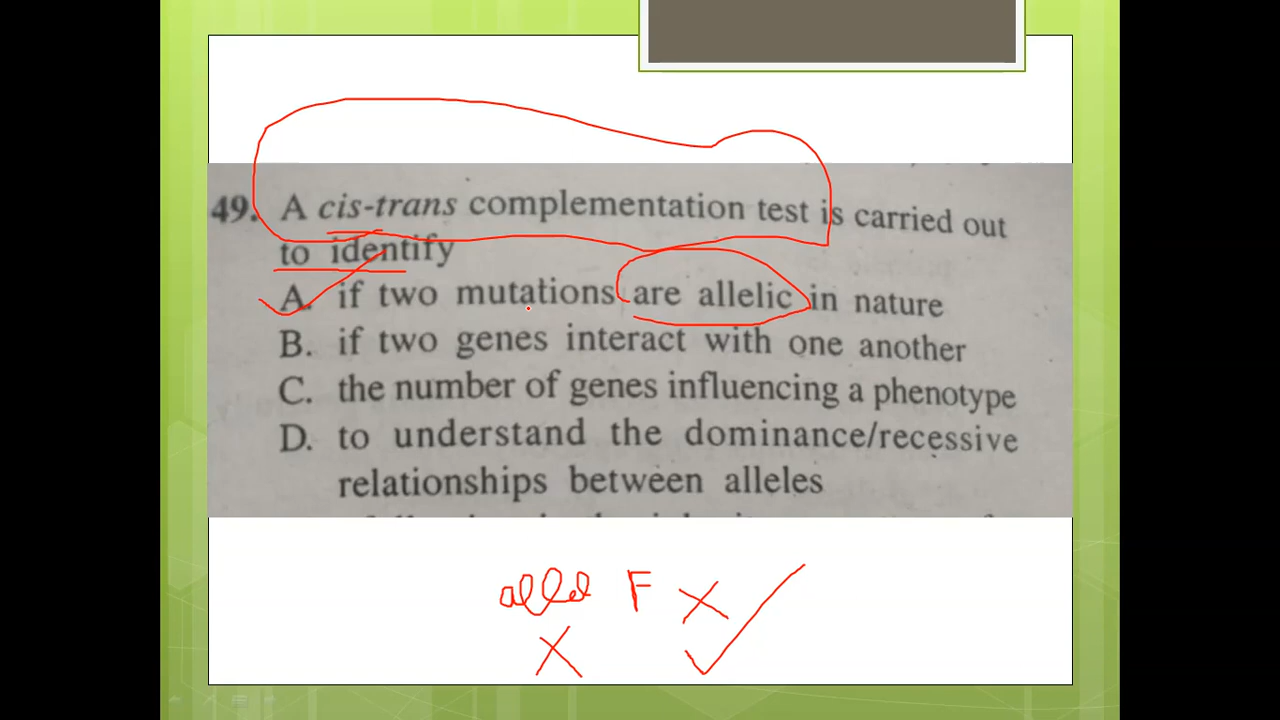 49. A cis-trans complementation test is carried out
to identify
A. if two mutations are allelic in nature
B. if two genes interact with one another
C. the number of genes influencing a phenotype
D. to understand the dominance/recessive
relationships between alleles
F X
X